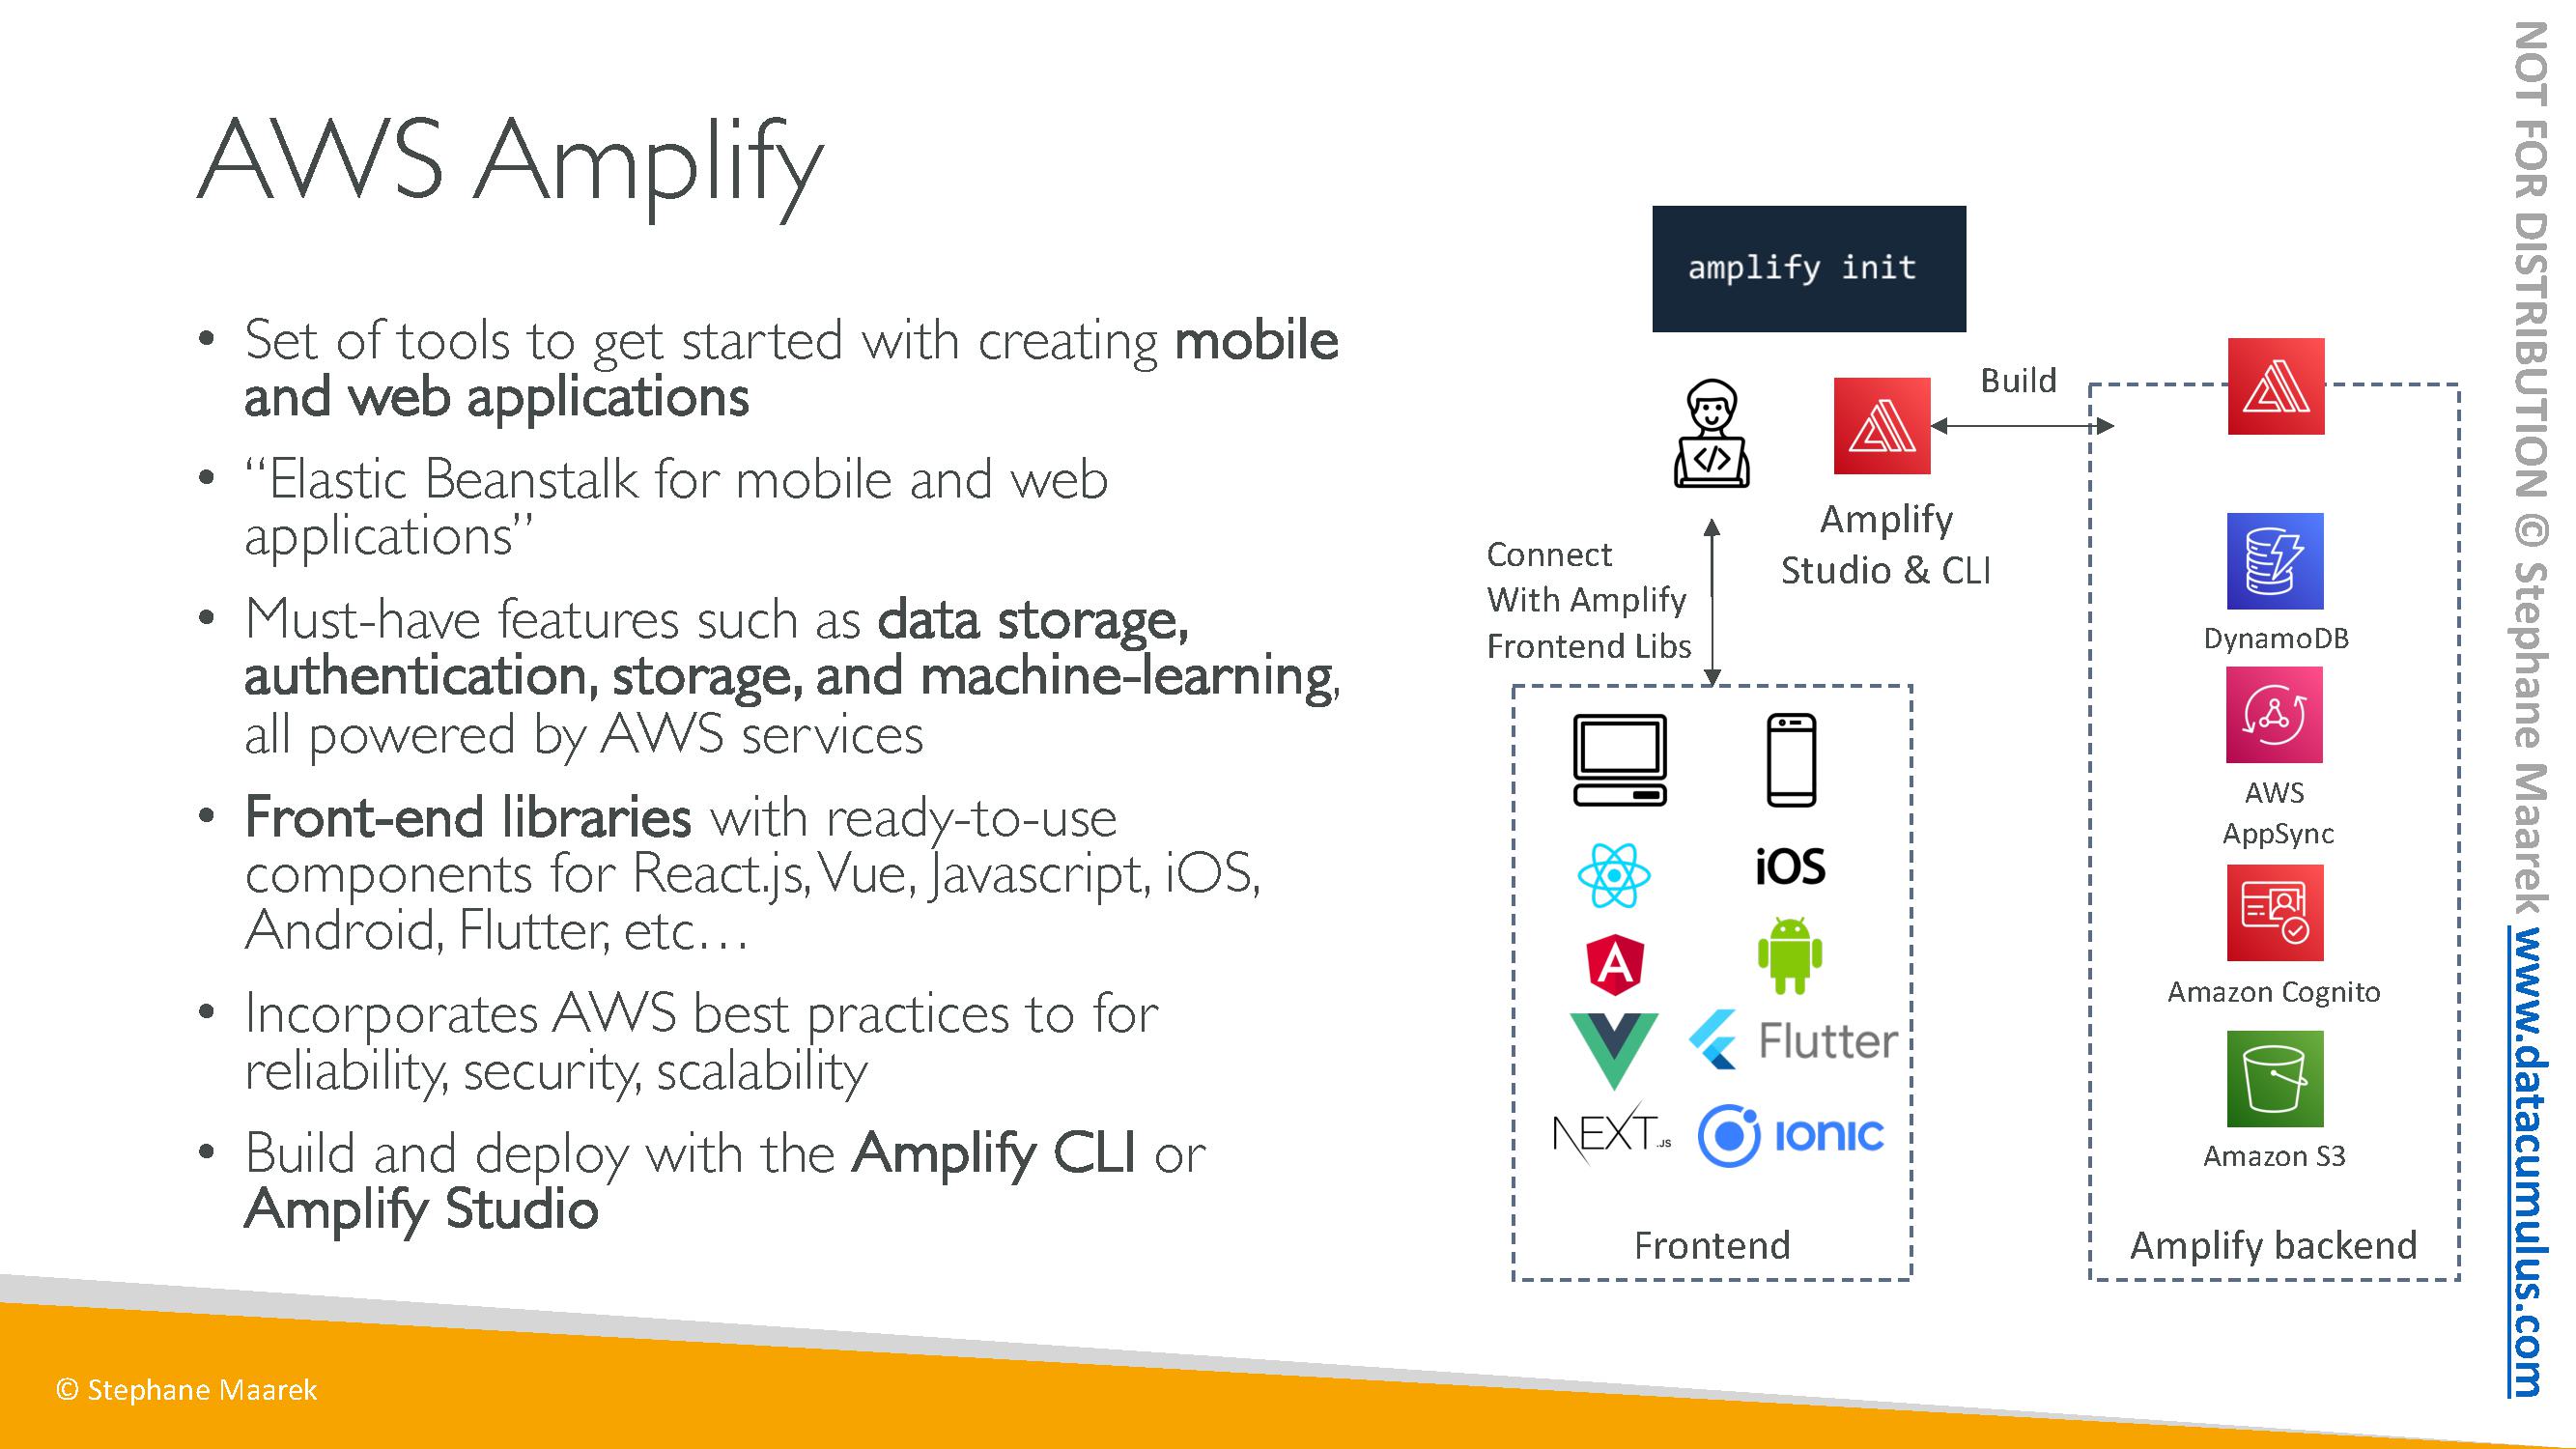 AWS Amplify
• Set of tools to get started with creating mobile
and web applications
• “Elastic Beanstalk for mobile and web
applications”
• Must-have features such as data storage,
authentication, storage, and machine-learning,
all powered by AWS services
• Front-end libraries with ready-to-use
components for React.js, Vue, Javascript, iOS,
Android, Flutter, etc…
• Incorporates AWS best practices to for
reliability, security, scalability
• Build and deploy with the Amplify CLI or
Amplify Studio
amplify init
Build
Amplify
Studio & CLI
Connect
With Amplify
Frontend Libs
iOS
Flutter
NEXT.JS
ionic
Frontend
DynamoDB
AWS
AppSync
Amazon Cognito
Amazon S3
Amplify backend
© Stephane Maarek
NOT FOR DISTRIBUTION © Stephane Maarek www.datacumulus.com